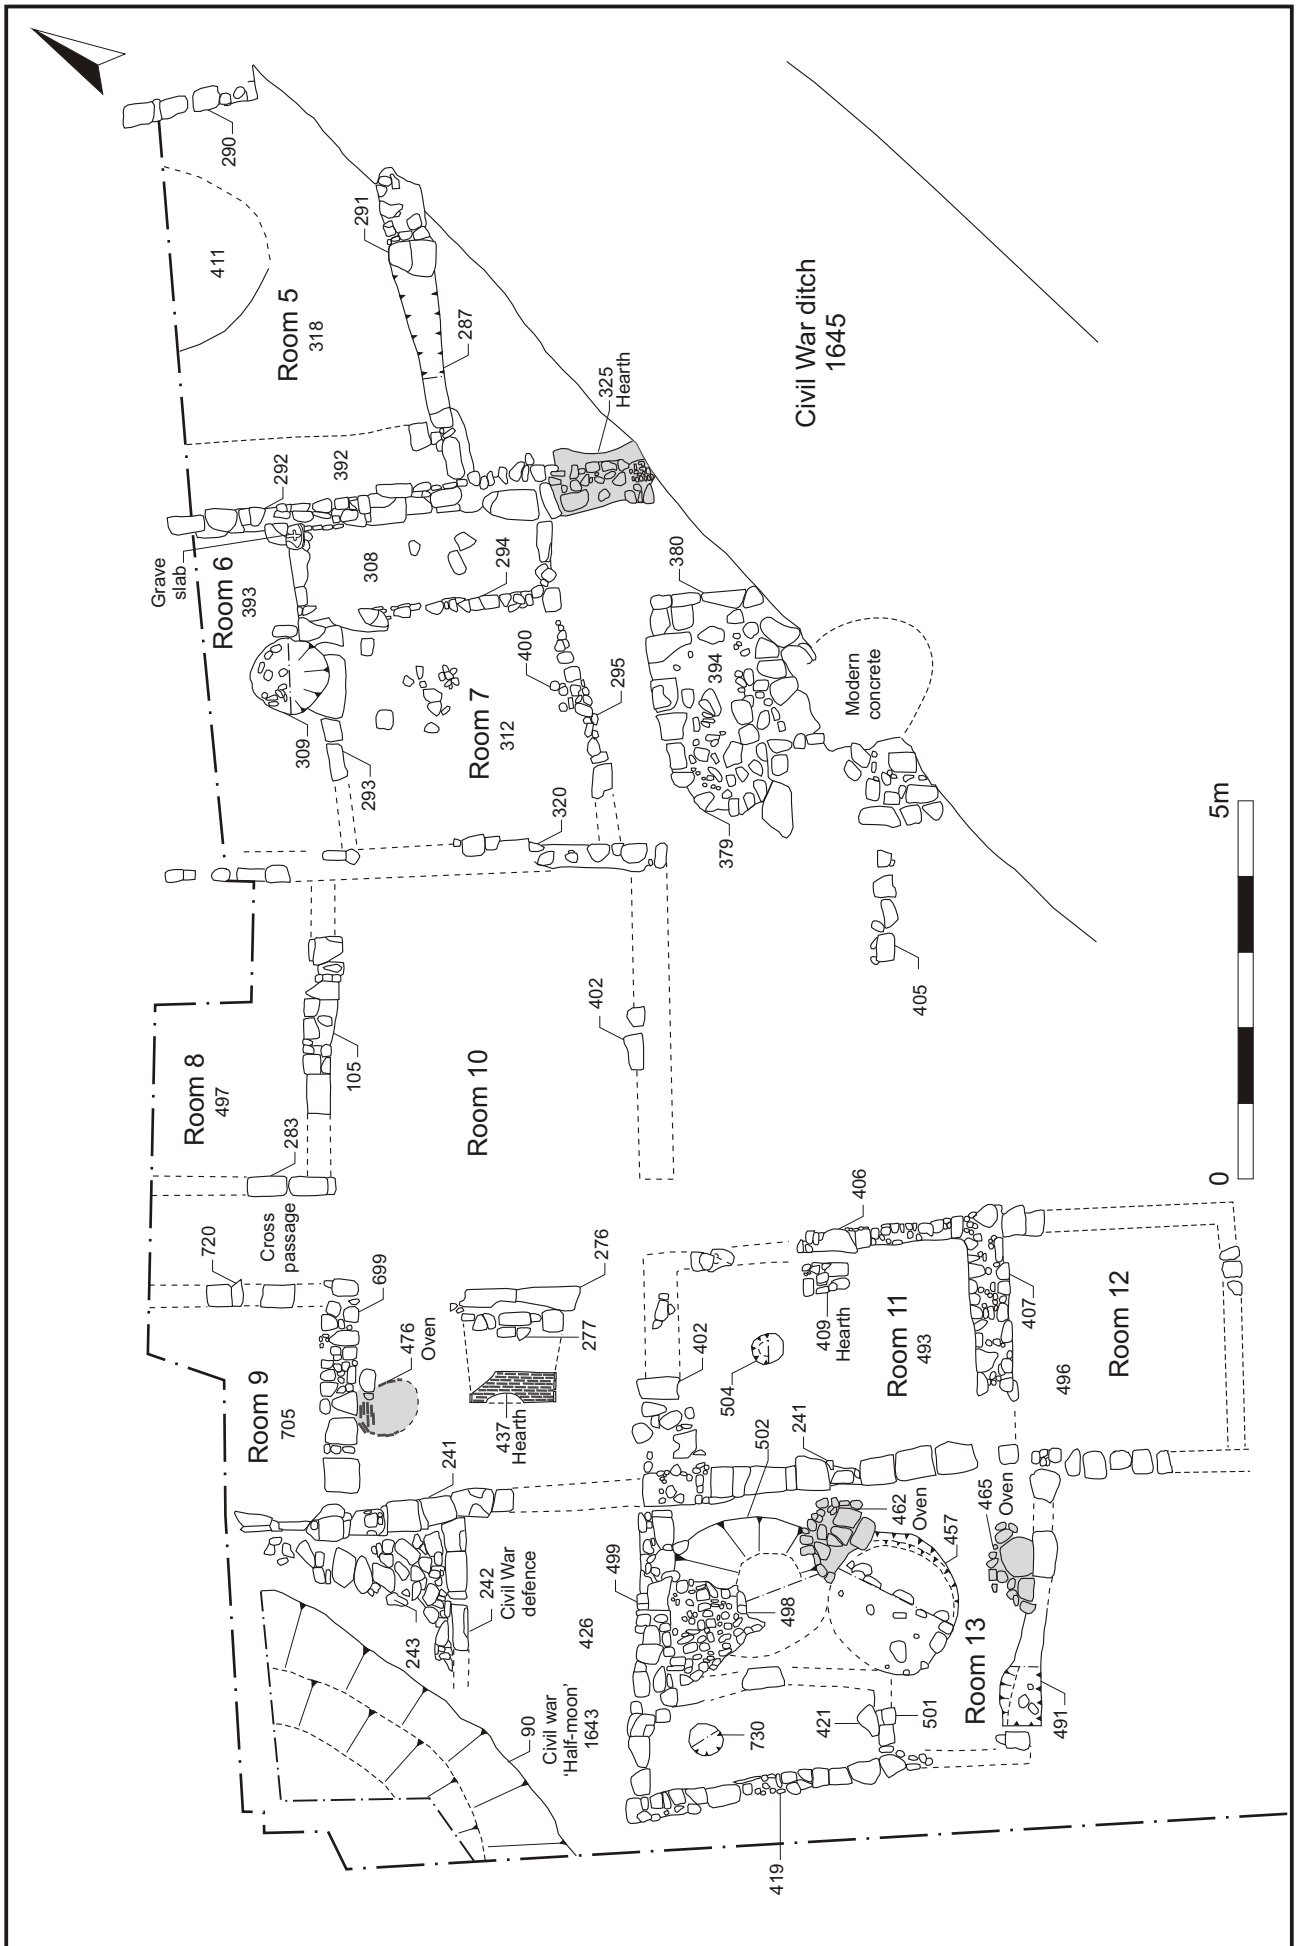 290
411
Room 5
318
291
287
Civil War ditch
1645
325
Hearth
292
392
Grave
slab
Room 6
393
308
294
380
394
400
295
Modern
concrete
309
293
Room 7
312
320
379
405
402
5m
0
Room 8
497
105
283
Room 10
Cross
passage
720
699
476
Oven
276
277
437
Hearth
Room 9
705
406
409
Hearth
Room 11
493
407
Room 12
496
402
504
502
241
241
462
Oven
465
Oven
457
499
498
242
Civil War
defence
243
426
Room 13
90
Civil war
'Half-moon'
1643
730
421
501
491
419